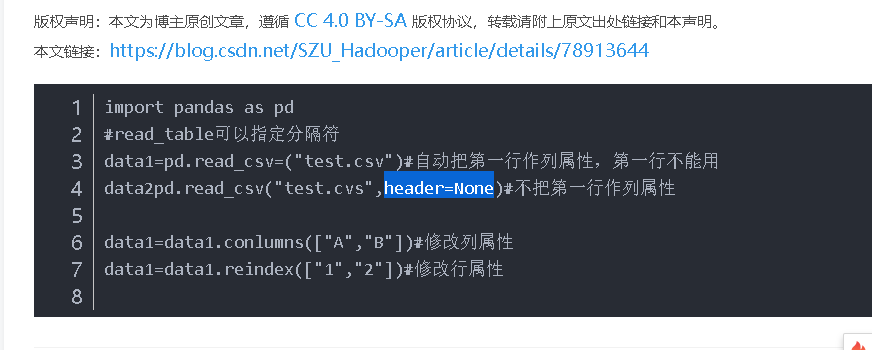 版权声明：本文为博主原创文章，遵循 CC 4.0 BY-SA 版权协议，转载请附上原文出处链接和本声明。
本文链接：https://blog.csdn.net/SZU_Hadooper/article/details/78913644
1 import pandas as pd
2 #read_table可以指定分隔符
3 data1=pd.read_csv=("test.csv")#自动把第一行作列属性，第一行不能用
4 data2pd.read_csv("test.cvs",header=None)#不把第一行作列属性
5
6 data1=data1.conlumns(["A","B"])#修改列属性
7 data1=data1.reindex(["1","2"])#修改行属性
8